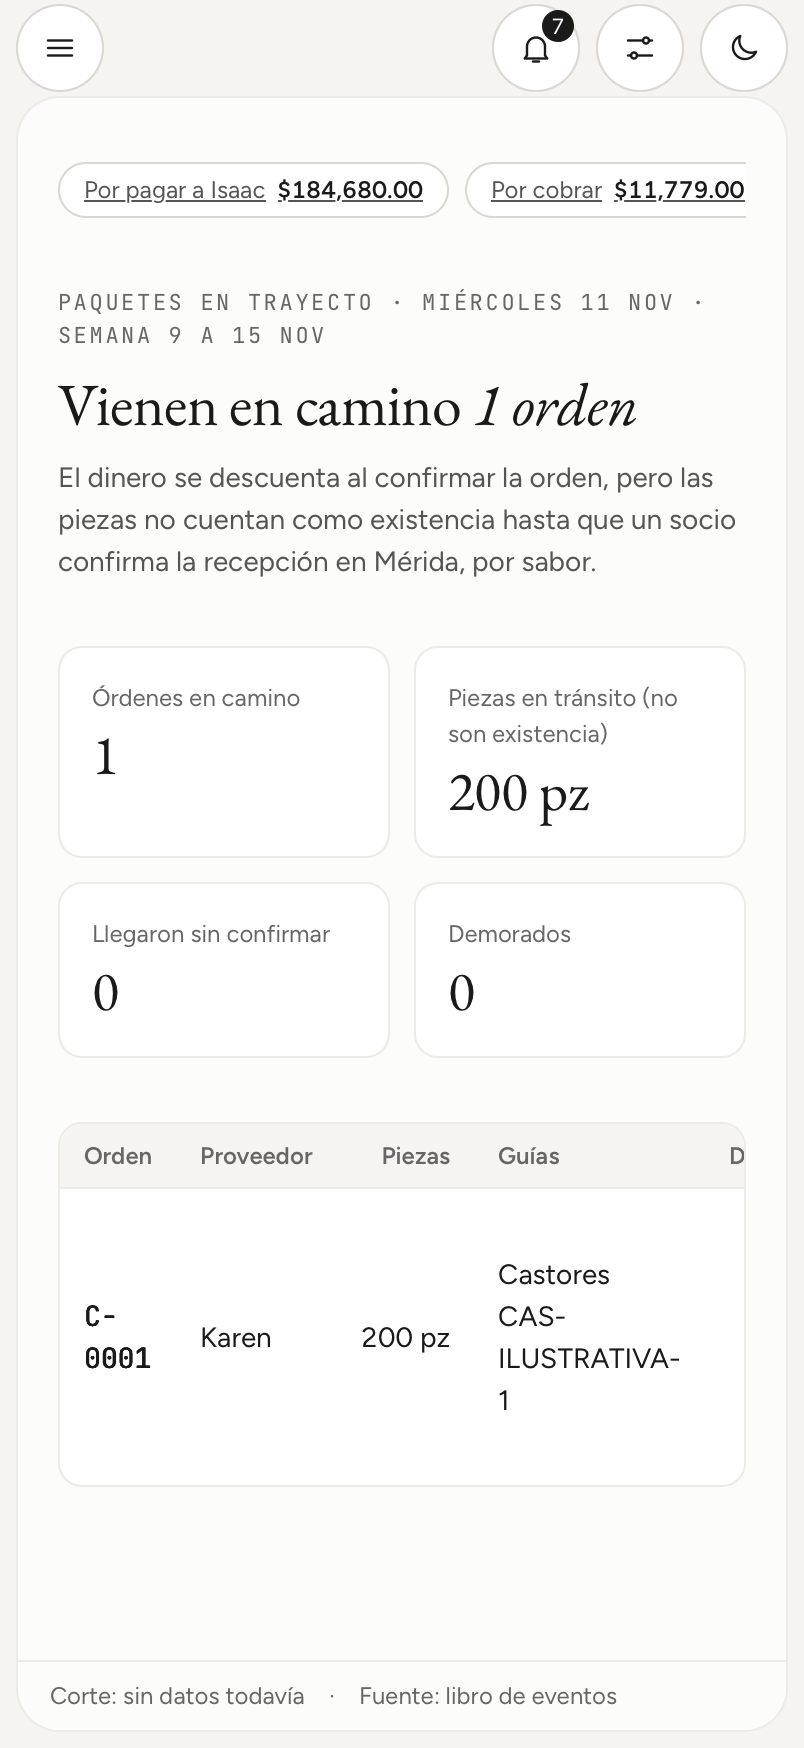 7
Por pagar a Isaac $184,680.00 Por cobrar $11,779.00
PAQUETES EN TRAYECTO · MIÉRCOLES 11 NOV ·
SEMANA 9 A 15 NOV
Vienen en camino 1 orden
El dinero se descuenta al confirmar la orden, pero las
piezas no cuentan como existencia hasta que un socio
confirma la recepción en Mérida, por sabor.
Órdenes en camino
1
Piezas en tránsito (no
son existencia)
200 pz
Llegaron sin confirmar
0
Demorados
0
Orden Proveedor Piezas Guías
C-
0001
Karen
200 pz
Castores
CAS-
ILUSTRATIVA-
1
Corte: sin datos todavía · Fuente: libro de eventos